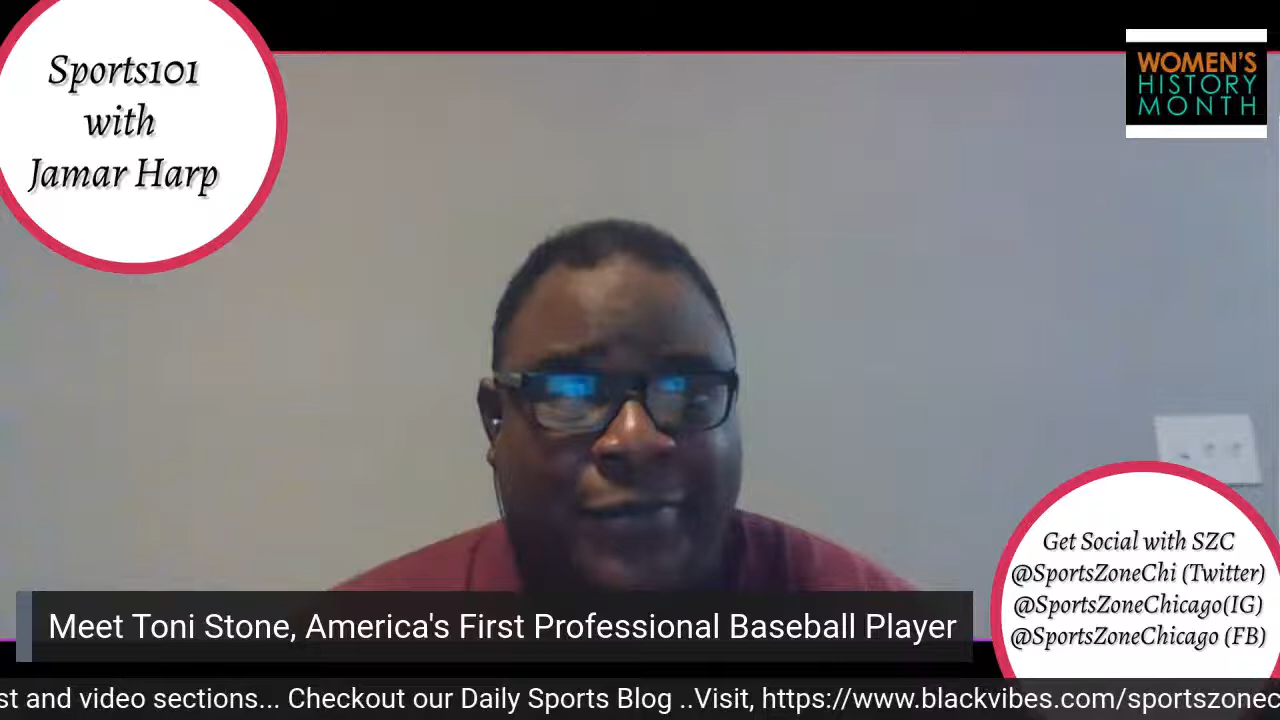 Sports101
with
Jamar Harp
WOMEN'S
HISTORY
MONTH
Get Social with SZC
@SportsZoneChi (Twitter)
@SportsZoneChicago(IG)
@SportsZoneChicago (FB)
Meet Toni Stone, America's First Professional Baseball Player
st and video sections... Checkout our Daily Sports Blog ..Visit, https://www.blackvibes.com/sportszonec